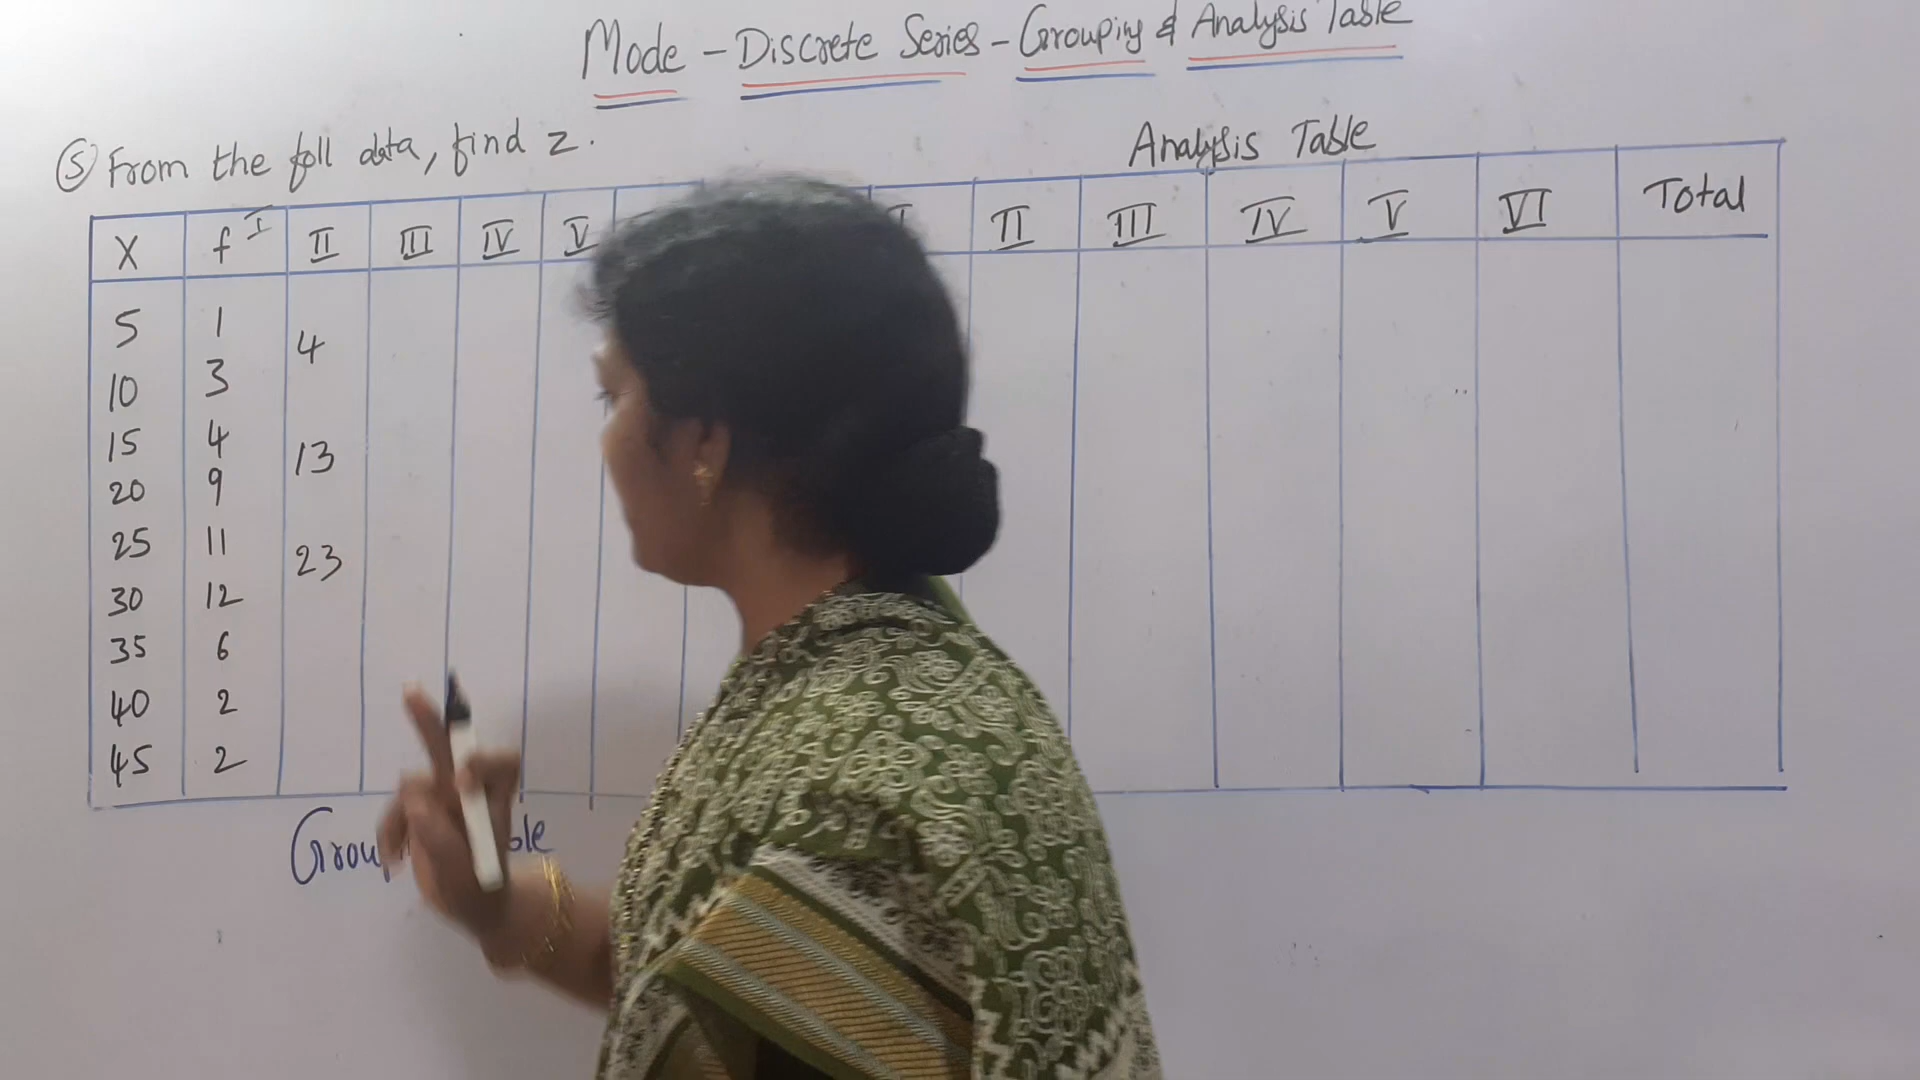 Mode - Discrete Series - Grouping & Analysis Table
⑤ From the foll data, find z.
Analysis Table
X f I II III IV V
II III IV V VI Total
5 1
4
10 3
15 4
13
20 9
25 11
23
30 12
35 6
40 2
45 2